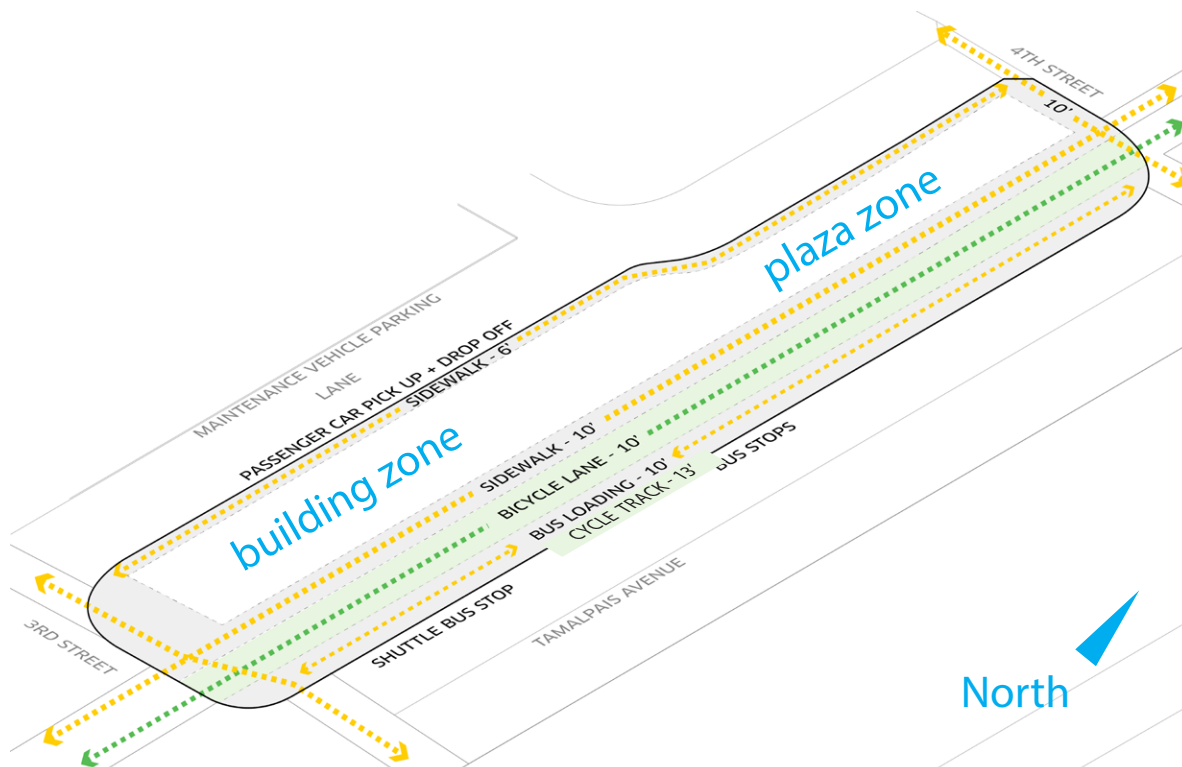 4TH STREET
10'
plaza zone
MAINTENANCE VEHICLE PARKING
LANE
PASSENGER CAR PICK UP + DROP OFF
SIDEWALK - 6'
building zone
SIDEWALK - 10'
BICYCLE LANE - 10'
BUS LOADING - 10'
CYCLE TRACK - 13'
BUS STOPS
SHUTTLE BUS STOP
TAMALPAIS AVENUE
3RD STREET
North